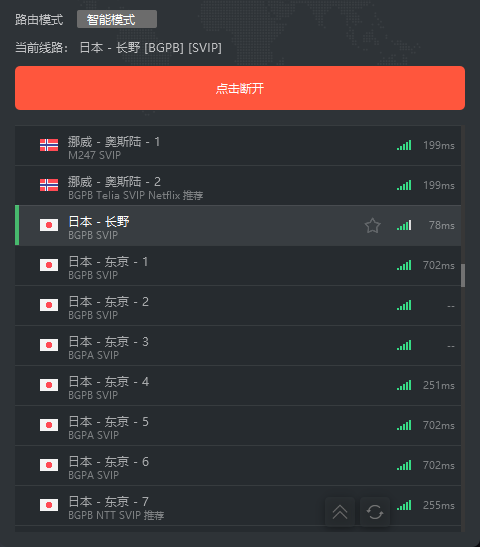 路由模式 智能模式
当前线路： 日本 - 长野 [BGPB] [SVIP]
点击断开
挪威 - 奥斯陆 - 1 199ms
M247 SVIP
挪威 - 奥斯陆 - 2 199ms
BGPB Telia SVIP Netflix 推荐
日本 - 长野 78ms
BGPB SVIP
日本 - 东京 - 1 702ms
BGPB SVIP
日本 - 东京 - 2 --
BGPB SVIP
日本 - 东京 - 3 --
BGPA SVIP
日本 - 东京 - 4 251ms
BGPB SVIP
日本 - 东京 - 5 702ms
BGPA SVIP
日本 - 东京 - 6 702ms
BGPA SVIP
日本 - 东京 - 7 255ms
BGPB NTT SVIP 推荐